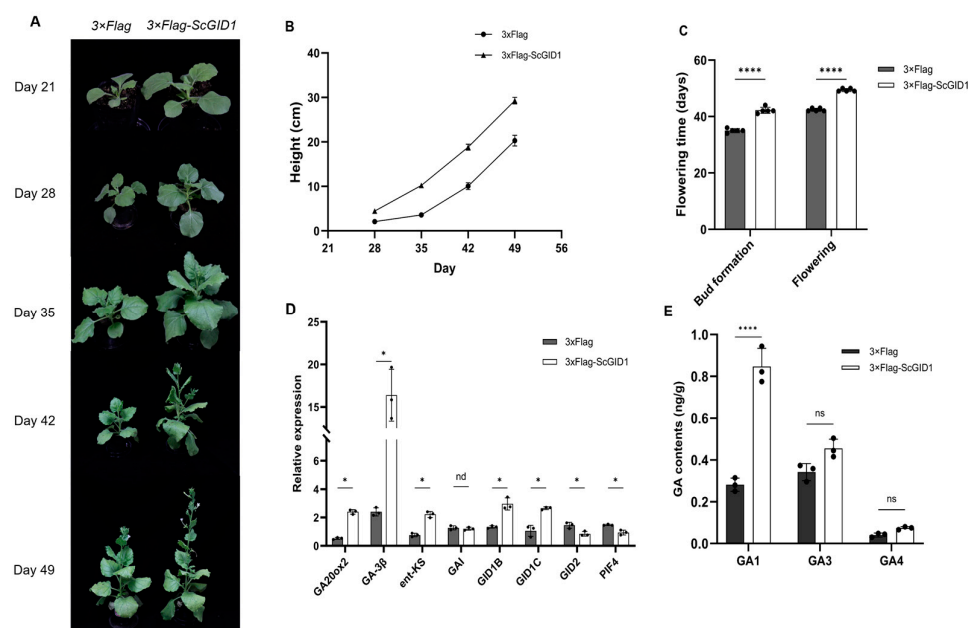 A
3×Flag 3×Flag-ScGID1
Day 21
Day 28
Day 35
Day 42
Day 49
B
3xFlag
3xFlag-ScGID1
Height (cm)
40
30
20
10
0
21 28 35 42 49 56
Day
C
3×Flag
3×Flag-ScGID1
Flowering time (days)
60
40
20
0
**** ****
Bud formation
Flowering
D
3xFlag
3xFlag-ScGID1
Relative expression
25
20
15
6
4
2
0
* * * nd * * * *
GA20ox2
GA-3β
ent-KS
GAI
GID1B
GID1C
GID2
PIF4
E
3×Flag
3×Flag-ScGID1
GA contents (ng/g)
1.0
0.8
0.6
0.4
0.2
0.0
**** ns ns
GA1 GA3 GA4